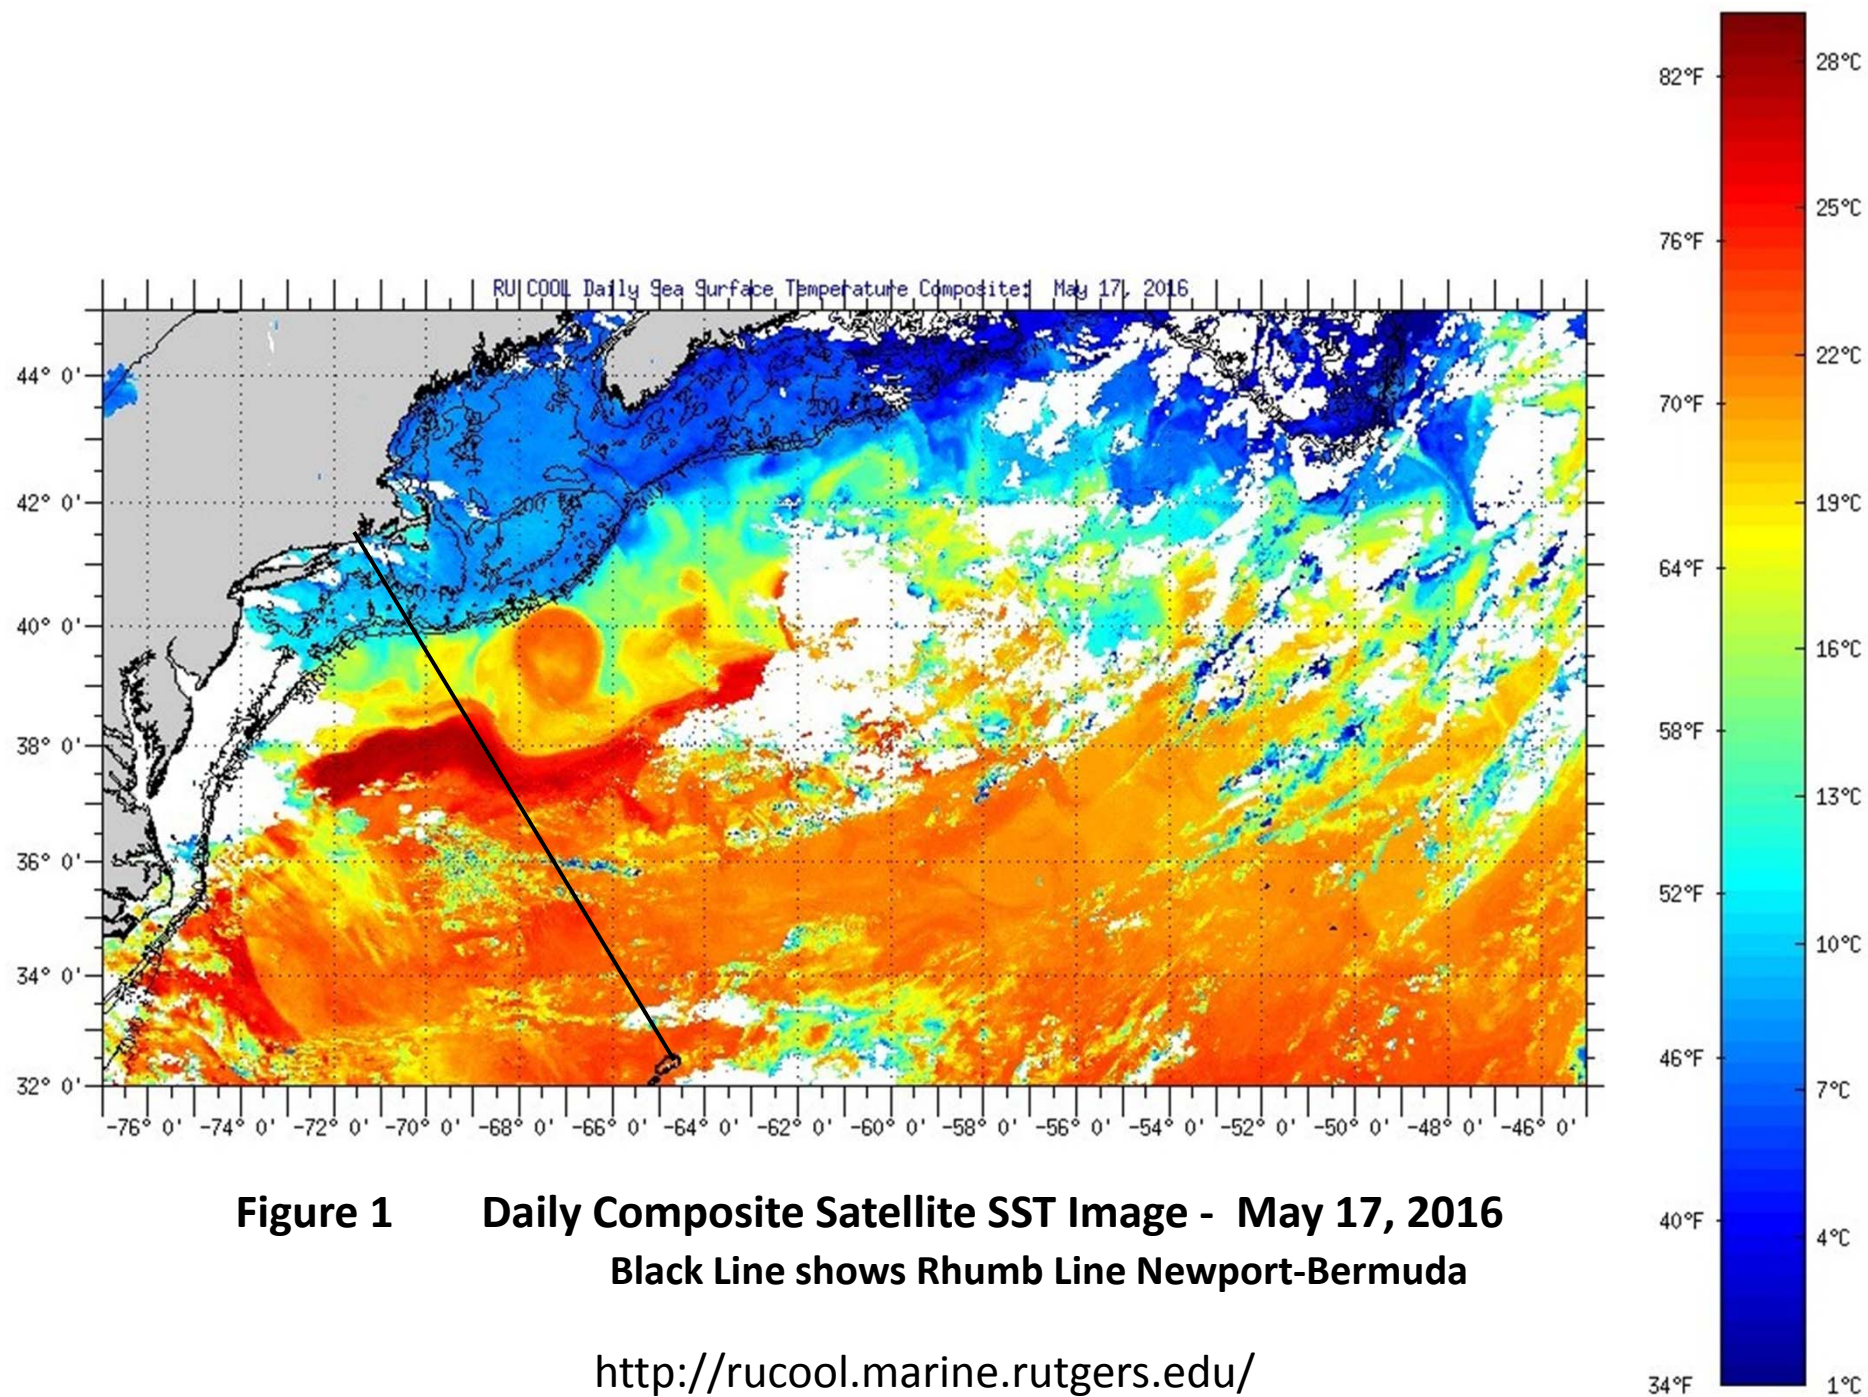 RU COOL Daily Sea Surface Temperature Composite: May 17, 2016
44° 0'
42° 0'
40° 0'
38° 0'
36° 0'
34° 0'
32° 0'
-76° 0' -74° 0' -72° 0' -70° 0' -68° 0' -66° 0' -64° 0' -62° 0' -60° 0' -58° 0' -56° 0' -54° 0' -52° 0' -50° 0' -48° 0' -46° 0'
200
82°F
76°F
70°F
64°F
58°F
52°F
46°F
40°F
34°F
28°C
25°C
22°C
19°C
16°C
13°C
10°C
7°C
4°C
1°C
Figure 1 Daily Composite Satellite SST Image - May 17, 2016
Black Line shows Rhumb Line Newport-Bermuda
http://rucool.marine.rutgers.edu/